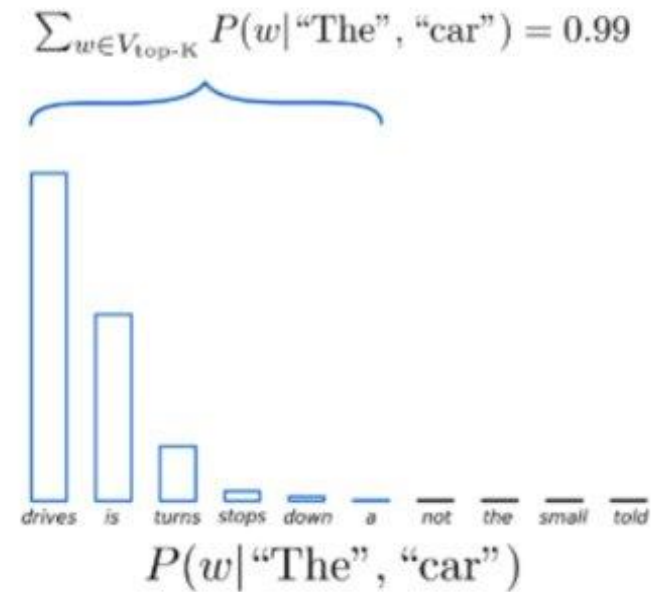 ∑w∈Vtop-K P(w|“The”, “car”) = 0.99
drives is turns stops down a not the small told
P(w|“The”, “car”)